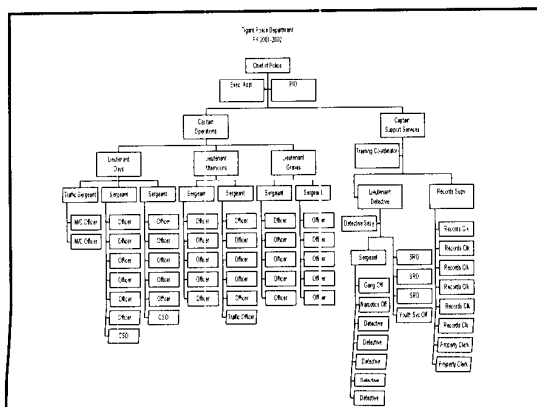 Tigard Police Department
FY 2001-2002
Chief of Police
Exec Asst
PIO
Captain
Operations
Lieutenant
Days
Traffic Sergeant
M/C Officer
M/C Officer
Sergeant
Officer
Officer
Officer
Officer
Officer
Officer
CSO
Sergeant
Officer
Officer
Officer
Officer
Officer
CSO
Lieutenant
Afternoons
Sergeant
Officer
Officer
Officer
Officer
Officer
Sergeant
Officer
Officer
Officer
Officer
Officer
Traffic Officer
Lieutenant
Graves
Sergeant
Officer
Officer
Officer
Officer
Officer
Sergeant
Officer
Officer
Officer
Officer
Officer
Captain
Support Services
Training Coordinator
Lieutenant
Detective
Detective Secy
Sergeant
Gang Off
Narcotics Off
Detective
Detective
Detective
Detective
Detective
SRO
SRO
SRO
Youth Svc Off
Records Supv
Records Clk
Records Clk
Records Clk
Records Clk
Records Clk
Records Clk
Property Clerk
Property Clerk